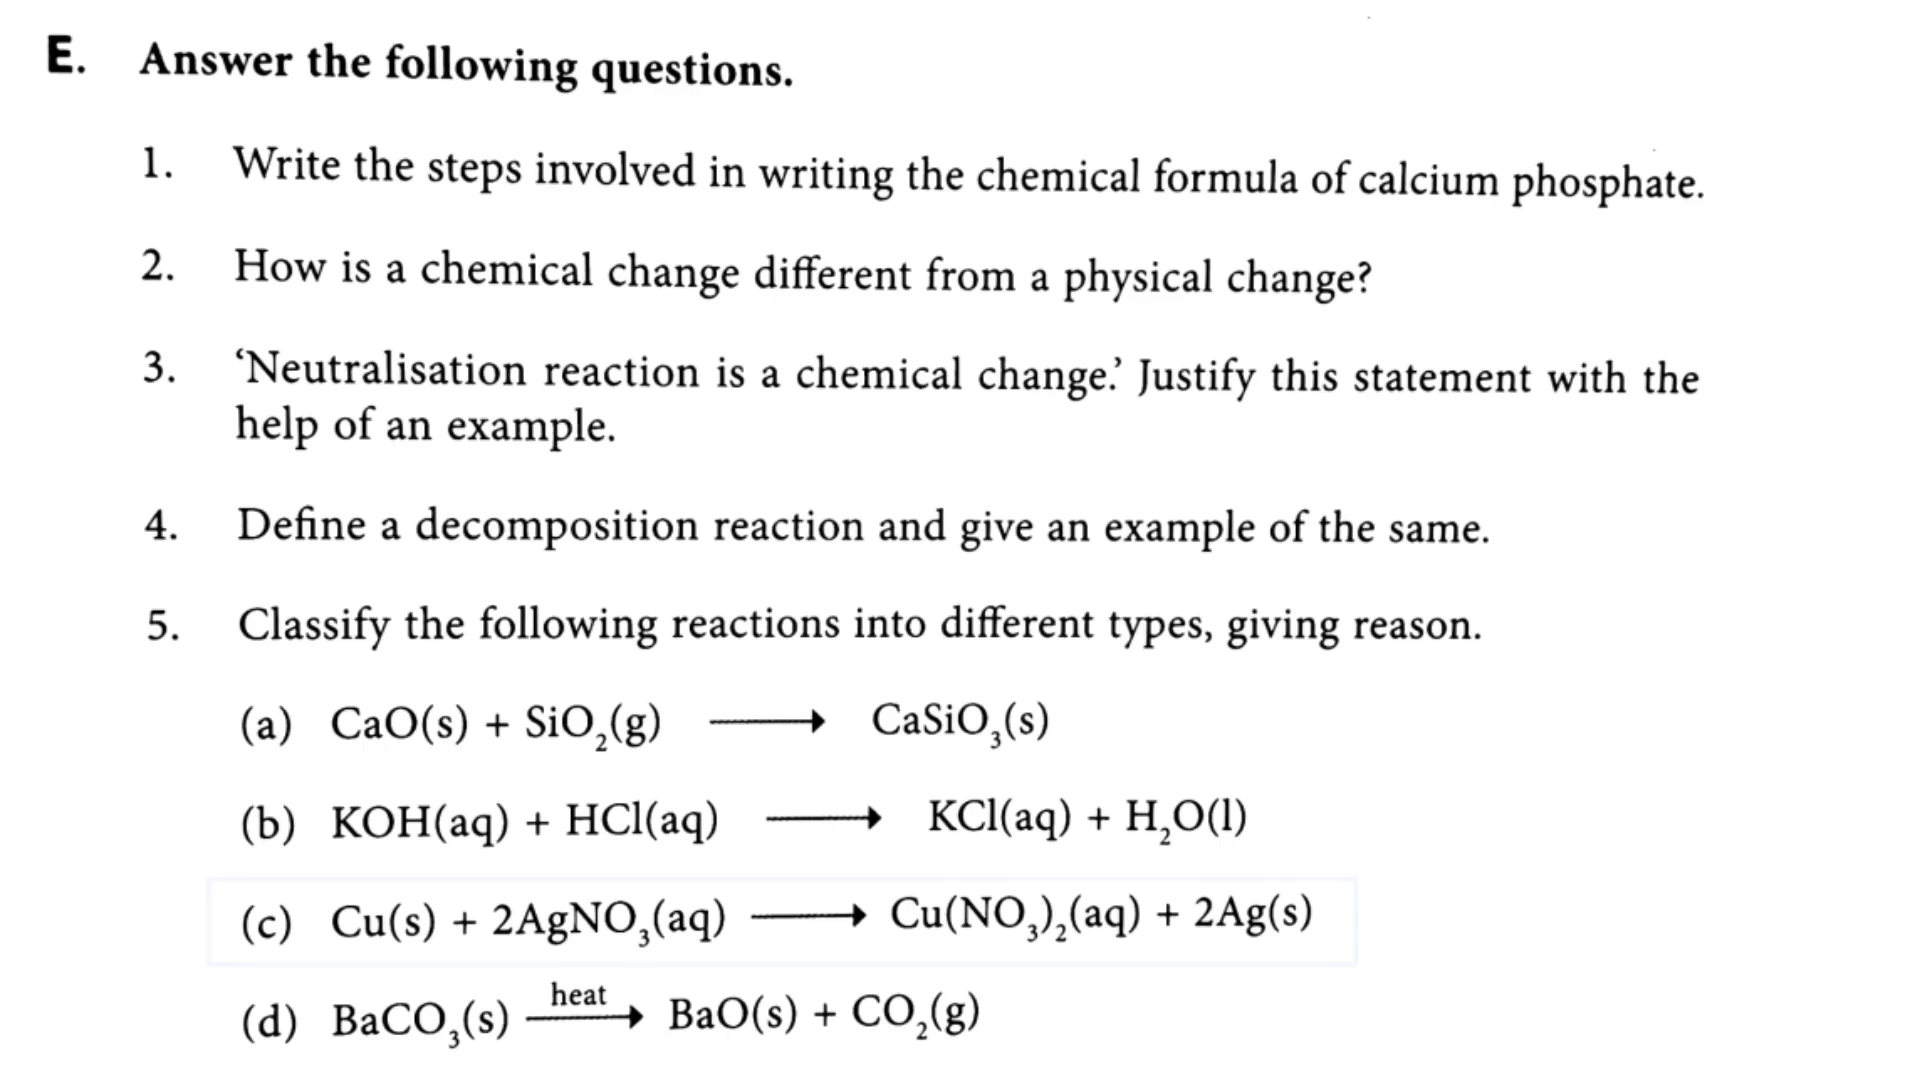 E. Answer the following questions.
1. Write the steps involved in writing the chemical formula of calcium phosphate.
2. How is a chemical change different from a physical change?
3. ‘Neutralisation reaction is a chemical change.’ Justify this statement with the
help of an example.
4. Define a decomposition reaction and give an example of the same.
5. Classify the following reactions into different types, giving reason.
(a) CaO(s) + SiO₂(g) ⟶ CaSiO₃(s)
(b) KOH(aq) + HCl(aq) ⟶ KCl(aq) + H₂O(l)
(c) Cu(s) + 2AgNO₃(aq) ⟶ Cu(NO₃)₂(aq) + 2Ag(s)
(d) BaCO₃(s) heat⟶ BaO(s) + CO₂(g)